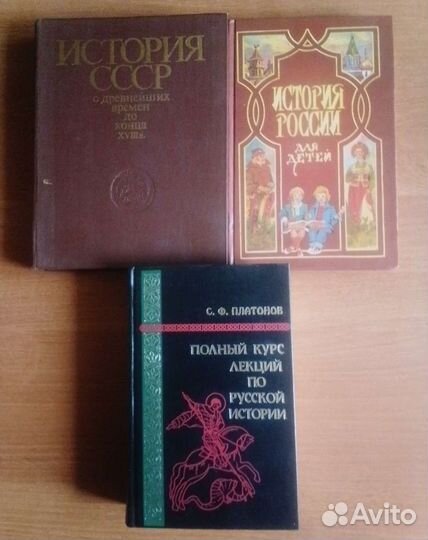 ИСТОРИЯ
СССР
с древнейших
времен
до
конца
XVIII в.
ИСТОРИЯ
РОССИИ
ДЛЯ
ДЕТЕЙ
С. Ф. ПЛАТОНОВ
ПОЛНЫЙ КУРС
ЛЕКЦИЙ ПО
РУССКОЙ
ИСТОРИИ
Avito